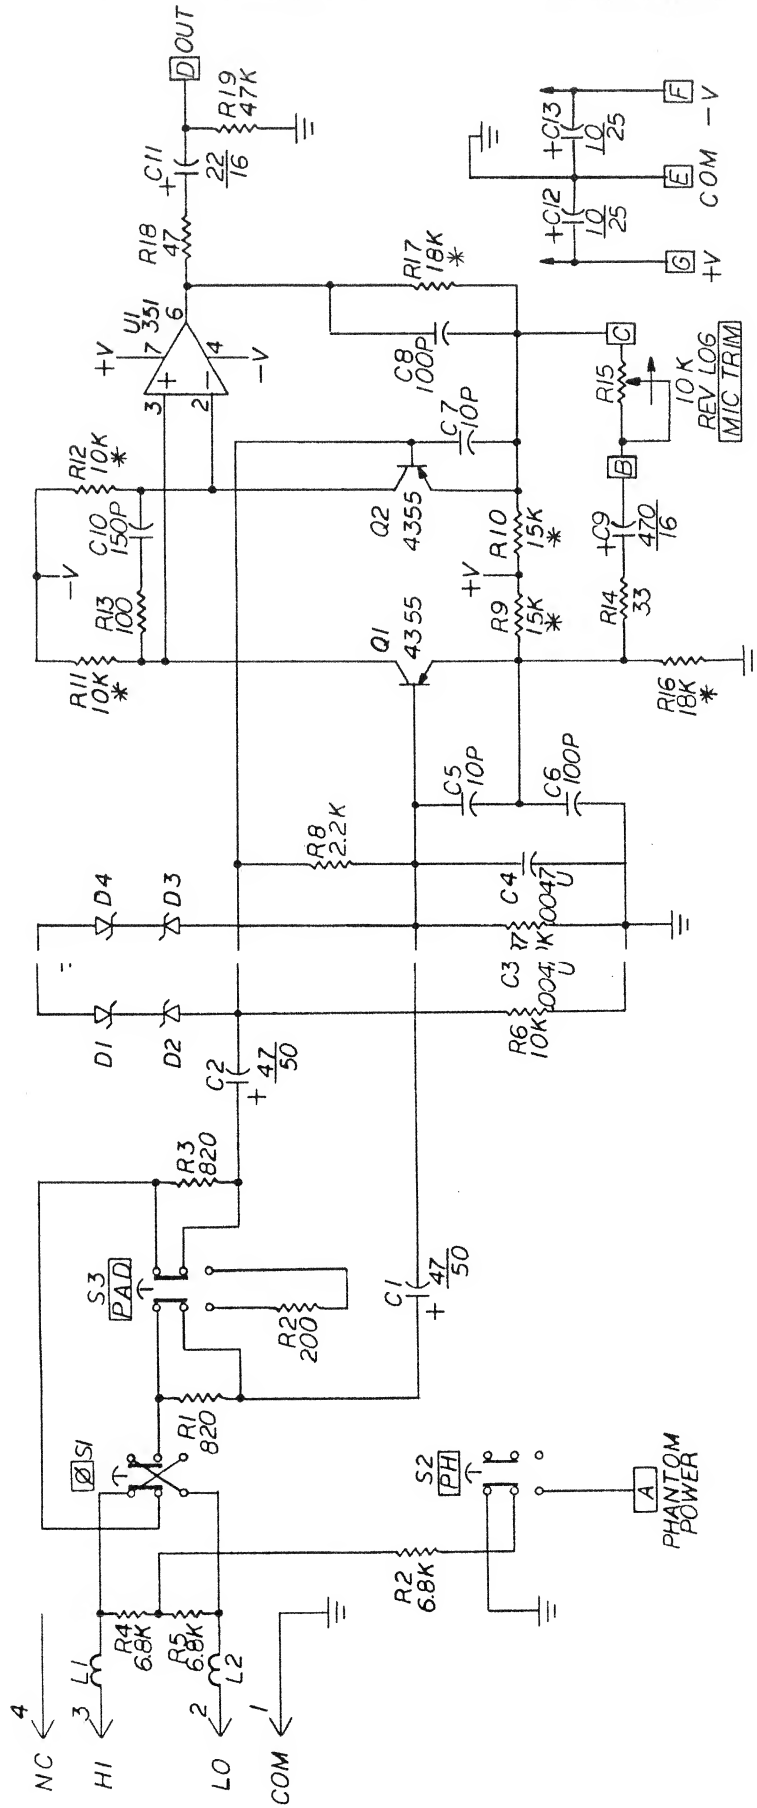 NC 4
HI 3
LO 2
COM 1
L1
L2
R4
6.8K
R5
6.8K
Ø S1
R1
820
R2
6.8K
S2
PH
A
PHANTOM
POWER
S3
PAD
R2
200
R3
820
C1
+ 47
50
C2
+ 47
50
D1
D2
D4
D3
R6
10K
C3
.0047
U
C4
.0047
U
R8
2.2K
C5
10P
C6
100P
R11
10K
*
R13
100
-V
C10
150P
R12
10K
*
Q1
4355
Q2
4355
R9
15K
*
+V
R10
15K
*
R16
18K
*
R14
33
+C9
470
16
B
R15
C
10K
REV LOG
MIC TRIM
C7
10P
C8
100P
R17
18K
*
+V
U1
351
7
3 +
2 -
6
4
-V
R18
47
+ C11
22
16
R19
47K
D OUT
+C12
10
25
+C13
10
25
G
+V
E
COM
F
-V